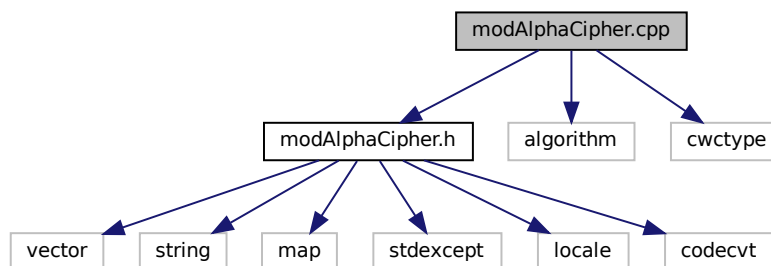 modAlphaCipher.cpp
modAlphaCipher.h
algorithm
cwctype
vector
string
map
stdexcept
locale
codecvt